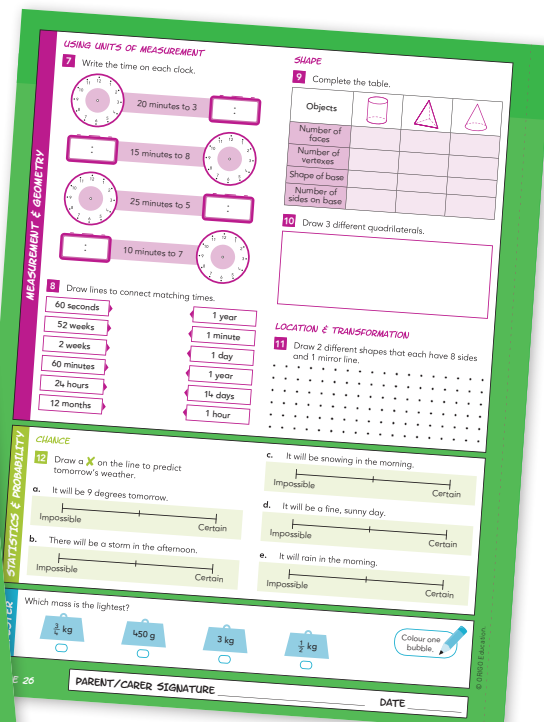 MEASUREMENT & GEOMETRY
USING UNITS OF MEASUREMENT
7 Write the time on each clock.
20 minutes to 3
:
:
15 minutes to 8
25 minutes to 5
:
:
10 minutes to 7
8 Draw lines to connect matching times.
60 seconds
52 weeks
2 weeks
60 minutes
24 hours
12 months
1 year
1 minute
1 day
1 year
14 days
1 hour
SHAPE
9 Complete the table.
Objects
Number of
faces
Number of
vertexes
Shape of base
Number of
sides on base
10 Draw 3 different quadrilaterals.
LOCATION & TRANSFORMATION
11 Draw 2 different shapes that each have 8 sides
and 1 mirror line.
STATISTICS & PROBABILITY
CHANCE
12 Draw a ✗ on the line to predict
tomorrow's weather.
a. It will be 9 degrees tomorrow.
Impossible Certain
b. There will be a storm in the afternoon.
Impossible Certain
c. It will be snowing in the morning.
Impossible Certain
d. It will be a fine, sunny day.
Impossible Certain
e. It will rain in the morning.
Impossible Certain
Which mass is the lightest?
3/4 kg
450 g
3 kg
1/2 kg
Colour one
bubble.
© ORIGO Education
26
PARENT/CARER SIGNATURE
DATE